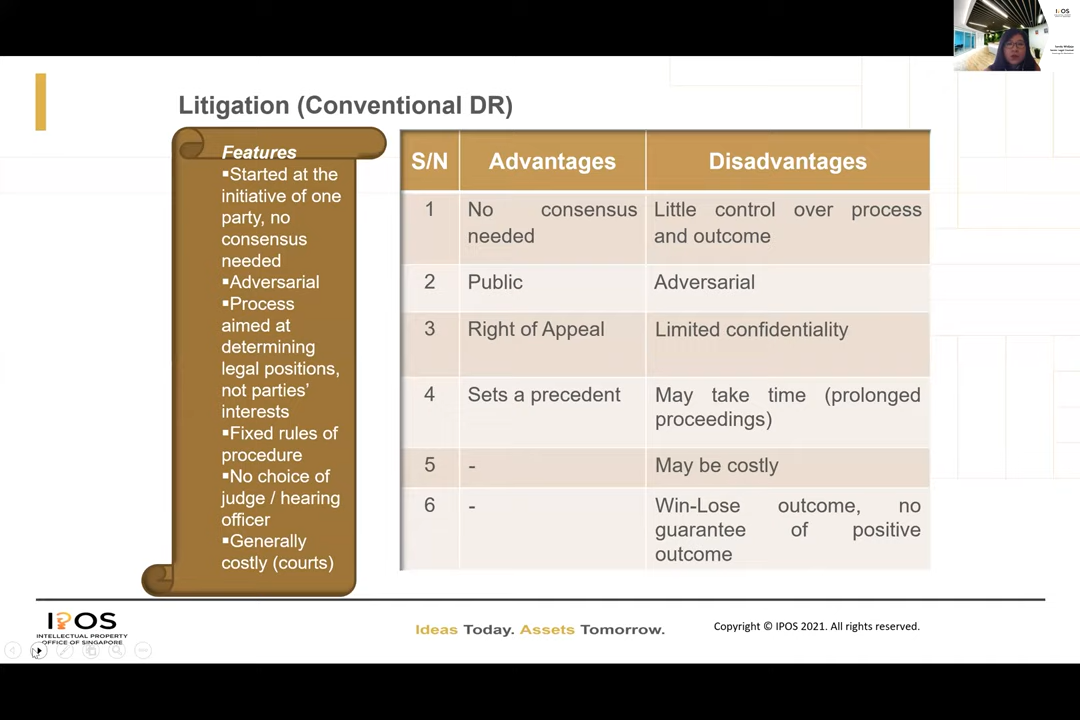 IPOS
Litigation (Conventional DR)
Features
▪Started at the
initiative of one
party, no
consensus
needed
▪Adversarial
▪Process
aimed at
determining
legal positions,
not parties'
interests
▪Fixed rules of
procedure
▪No choice of
judge / hearing
officer
▪Generally
costly (courts)
S/N Advantages Disadvantages
1 No consensus needed Little control over process and outcome
2 Public Adversarial
3 Right of Appeal Limited confidentiality
4 Sets a precedent May take time (prolonged proceedings)
5 - May be costly
6 - Win-Lose outcome, no guarantee of positive outcome
IPOS
INTELLECTUAL PROPERTY
OFFICE OF SINGAPORE
Ideas Today. Assets Tomorrow.
Copyright © IPOS 2021. All rights reserved.